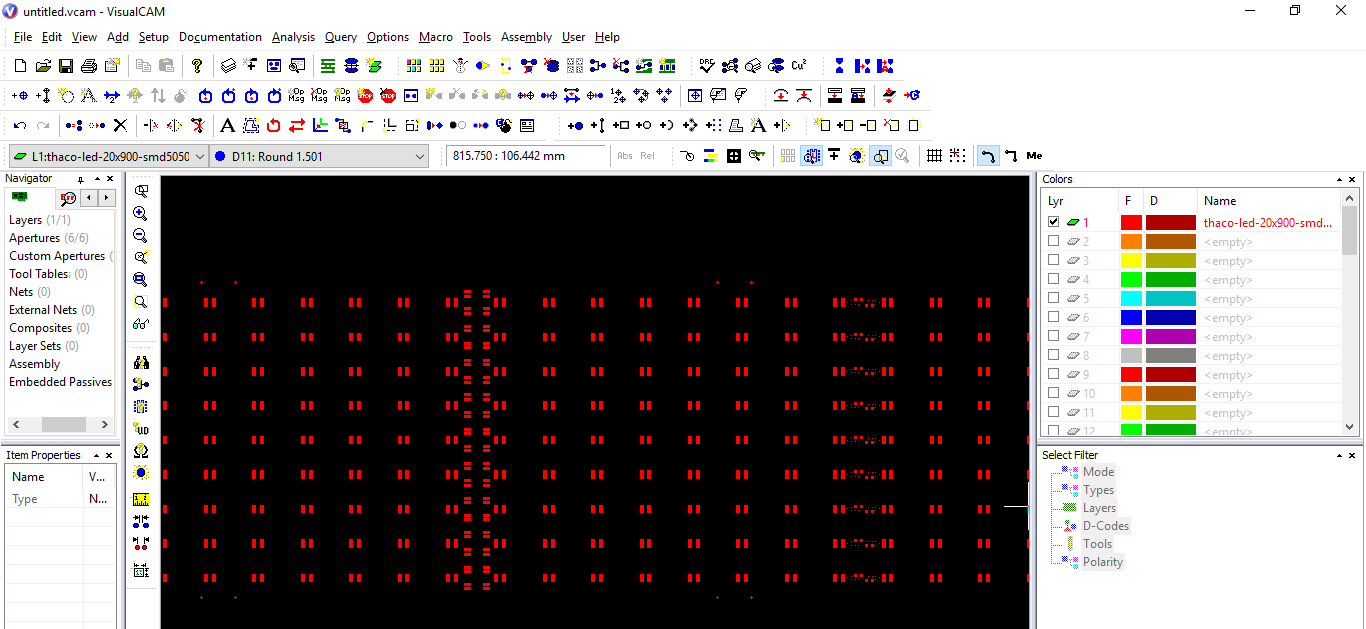 untitled.vcam - VisualCAM
File Edit View Add Setup Documentation Analysis Query Options Macro Tools Assembly User Help
L1:thaco-led-20x900-smd5050 D11: Round 1.501 815.750 : 106.442 mm Abs Rel Me
Navigator
Layers (1/1)
Apertures (6/6)
Custom Apertures (
Tool Tables: (0)
Nets (0)
External Nets (0)
Composites (0)
Layer Sets (0)
Assembly
Embedded Passives
Item Properties
Name V...
Type N...
Colors
Lyr F D Name
1 thaco-led-20x900-smd...
2 <empty>
3 <empty>
4 <empty>
5 <empty>
6 <empty>
7 <empty>
8 <empty>
9 <empty>
10 <empty>
11 <empty>
12 <empty>
Select Filter
Mode
Types
Layers
D-Codes
Tools
Polarity